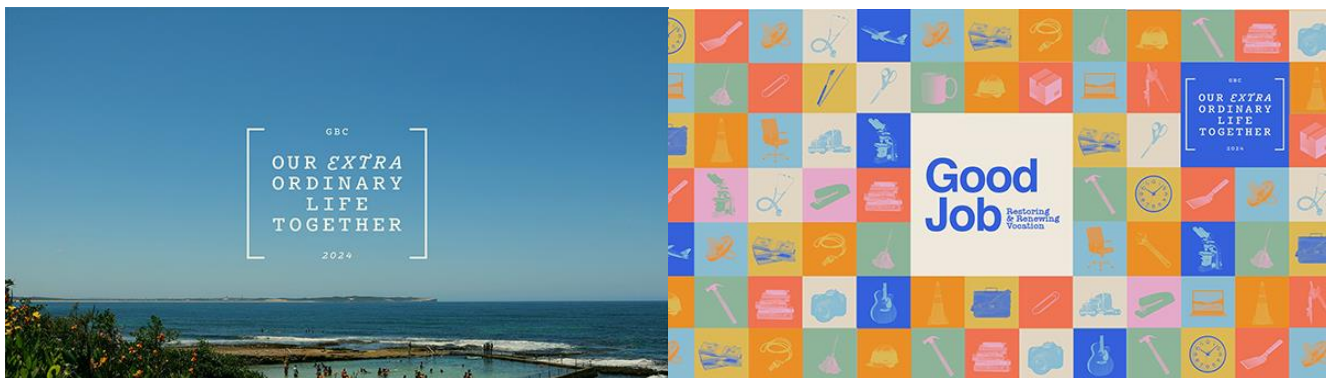 GBC
OUR EXTRA
ORDINARY
LIFE
TOGETHER
2024
Good
Job
Restoring
& Renewing
Vocation
GBC
OUR EXTRA
ORDINARY
LIFE
TOGETHER
2024